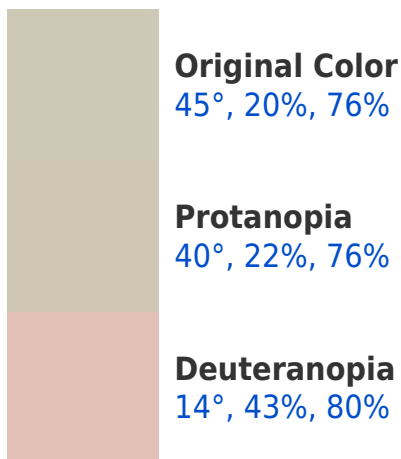 Original Color
45°, 20%, 76%
Protanopia
40°, 22%, 76%
Deuteranopia
14°, 43%, 80%